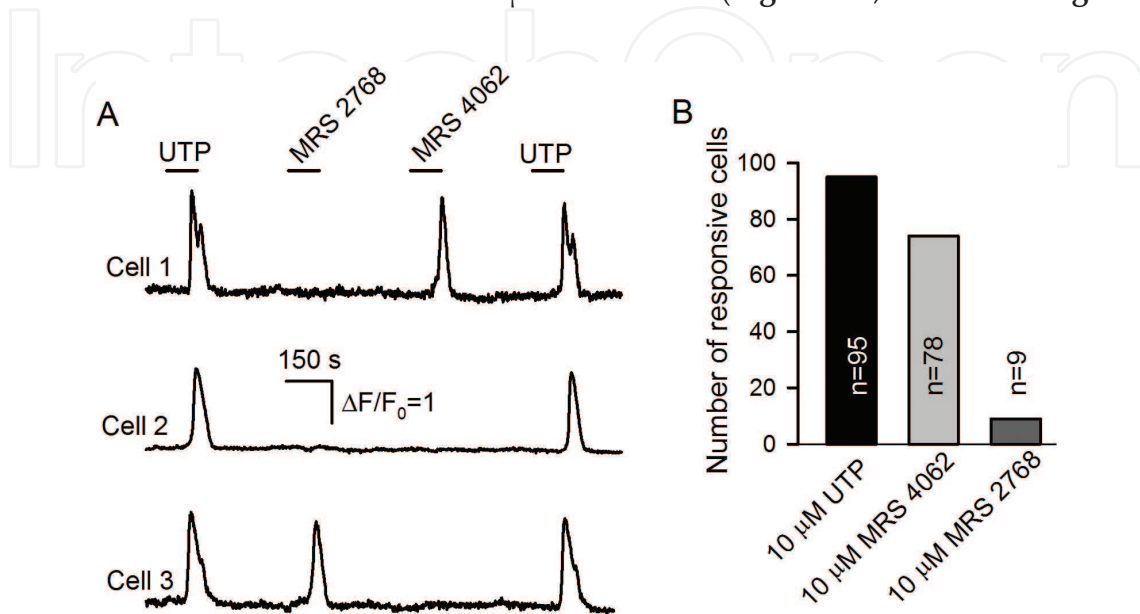 IntechOpen
A
UTP
MRS 2768
MRS 4062
UTP
Cell 1
150 s
ΔF/F₀=1
Cell 2
Cell 3
B
Number of responsive cells
100
80
60
40
20
0
n=95
n=78
n=9
10 µM UTP
10 µM MRS 4062
10 µM MRS 2768